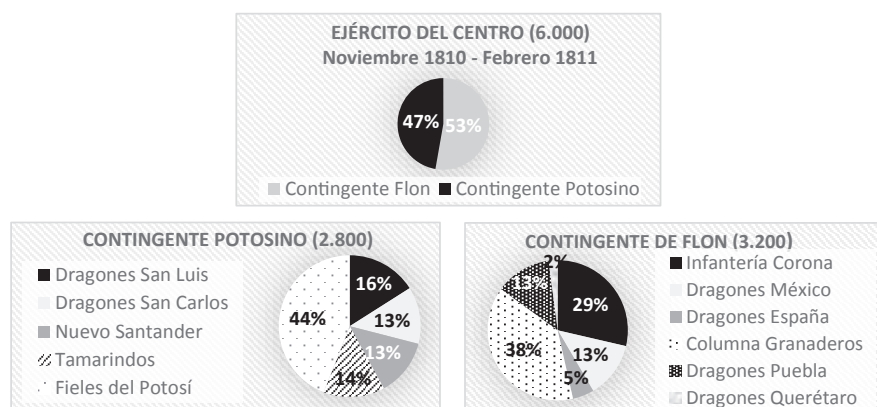 EJÉRCITO DEL CENTRO (6.000)
Noviembre 1810 - Febrero 1811
47%
53%
Contingente Flon
Contingente Potosino
CONTINGENTE POTOSINO (2.800)
Dragones San Luis
Dragones San Carlos
Nuevo Santander
Tamarindos
Fieles del Potosí
16%
13%
13%
14%
44%
CONTINGENTE DE FLON (3.200)
2%
13%
29%
38%
13%
5%
Infantería Corona
Dragones México
Dragones España
Columna Granaderos
Dragones Puebla
Dragones Querétaro